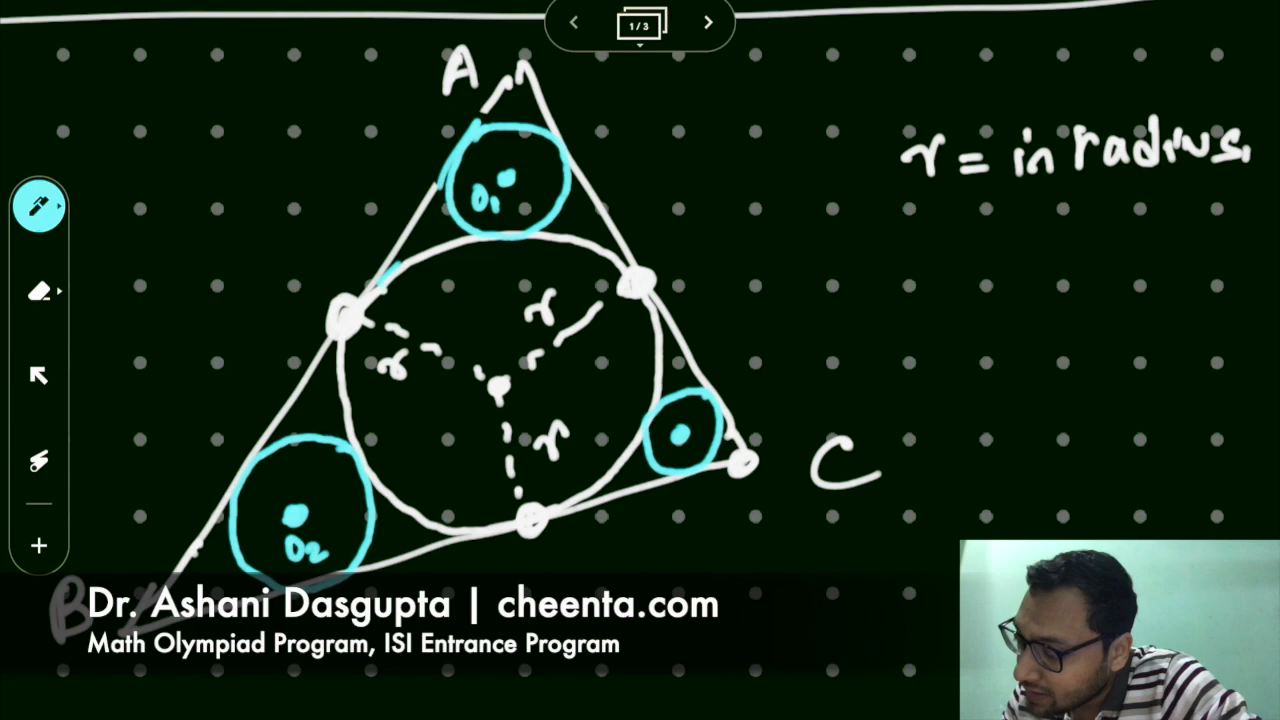 1/3
A
r = in radius.
O1
r
r
r
C
O2
B
Dr. Ashani Dasgupta | cheenta.com
Math Olympiad Program, ISI Entrance Program